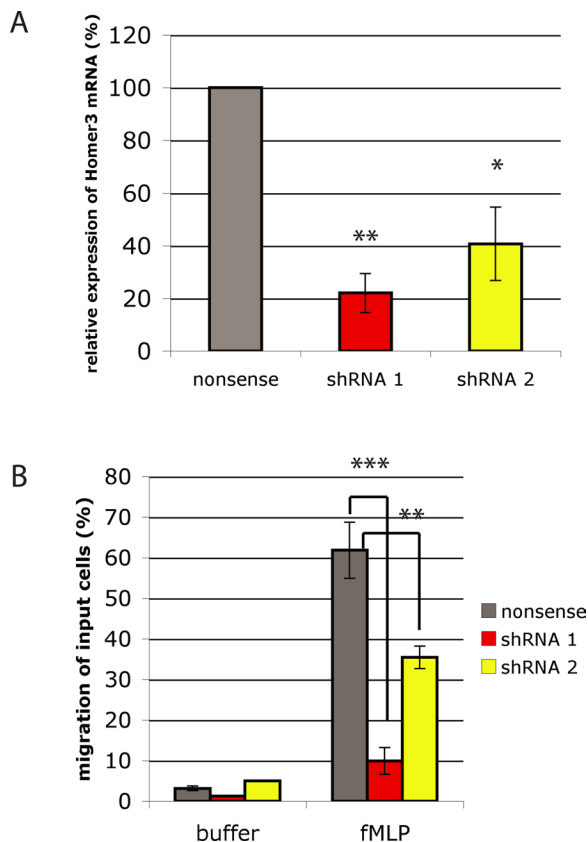 A
relative expression of Homer3 mRNA (%)
120
100
80
60
40
20
0
**
*
nonsense shRNA 1 shRNA 2
B
migration of input cells (%)
80
70
60
50
40
30
20
10
0
***
**
buffer fMLP
nonsense
shRNA 1
shRNA 2